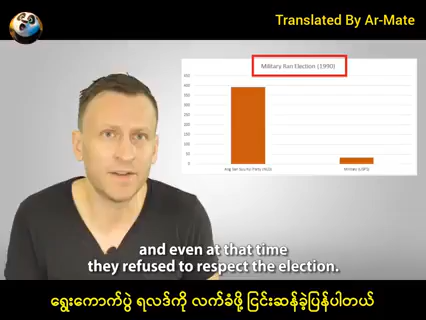 Translated By Ar-Mate
Military Ran Election (1990)
and even at that time
they refused to respect the election.
ရွေးကောက်ပွဲ ရလဒ်ကို လက်ခံဖို့ ငြင်းဆန်ခဲ့ပြန်ပါတယ်